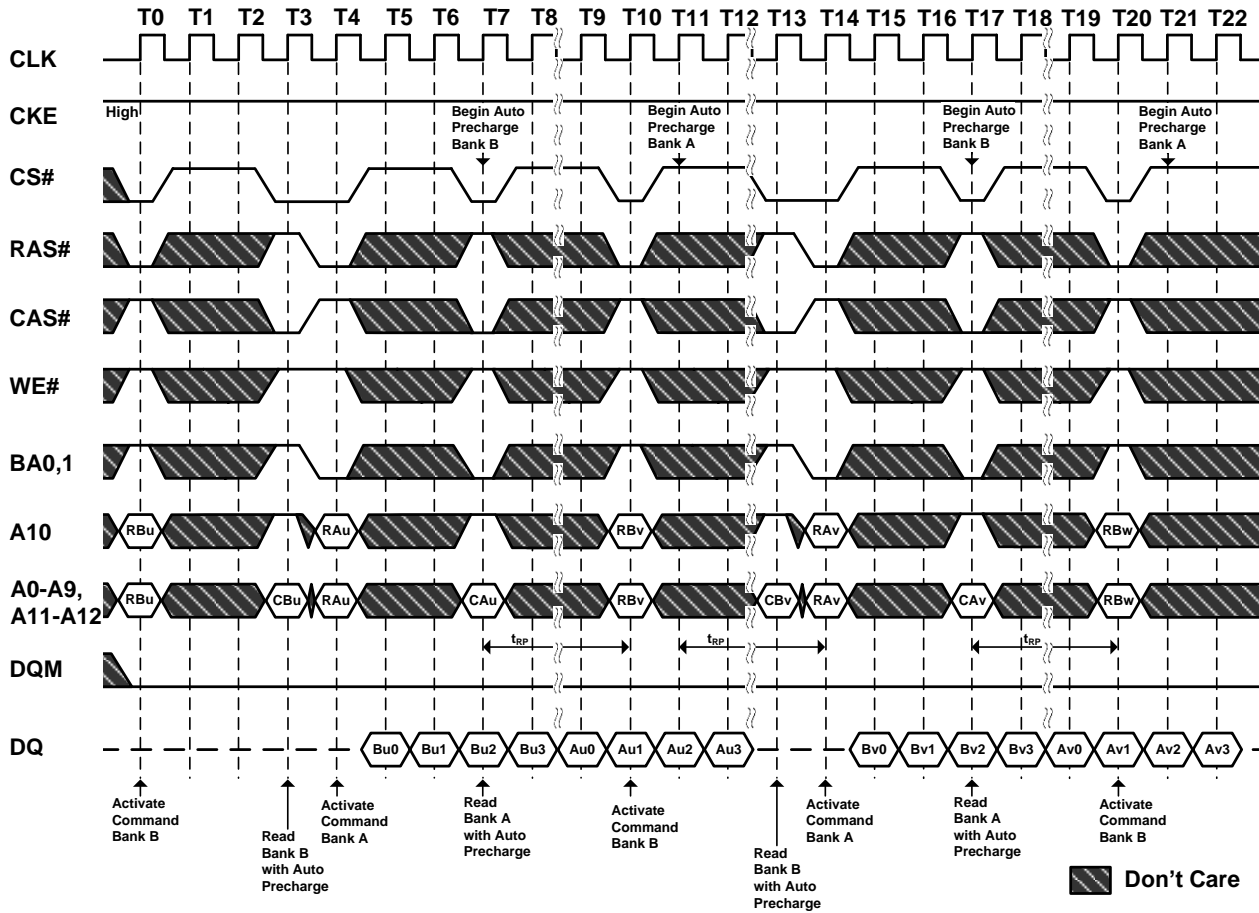 T0 T1 T2 T3 T4 T5 T6 T7 T8 T9 T10 T11 T12 T13 T14 T15 T16 T17 T18 T19 T20 T21 T22
CLK
CKE
High
Begin Auto
Precharge
Bank B
Begin Auto
Precharge
Bank A
Begin Auto
Precharge
Bank B
Begin Auto
Precharge
Bank A
CS#
RAS#
CAS#
WE#
BA0,1
A10
RBu RAu RBv RAv RBw
A0-A9,
A11-A12
RBu CBu RAu CAu RBv CBv RAv CAv RBw
tRP tRP tRP
DQM
DQ
Bu0 Bu1 Bu2 Bu3 Au0 Au1 Au2 Au3 Bv0 Bv1 Bv2 Bv3 Av0 Av1 Av2 Av3
Activate
Command
Bank B
Read
Bank B
with Auto
Precharge
Activate
Command
Bank A
Read
Bank A
with Auto
Precharge
Activate
Command
Bank B
Read
Bank B
with Auto
Precharge
Activate
Command
Bank A
Read
Bank A
with Auto
Precharge
Activate
Command
Bank B
Don't Care